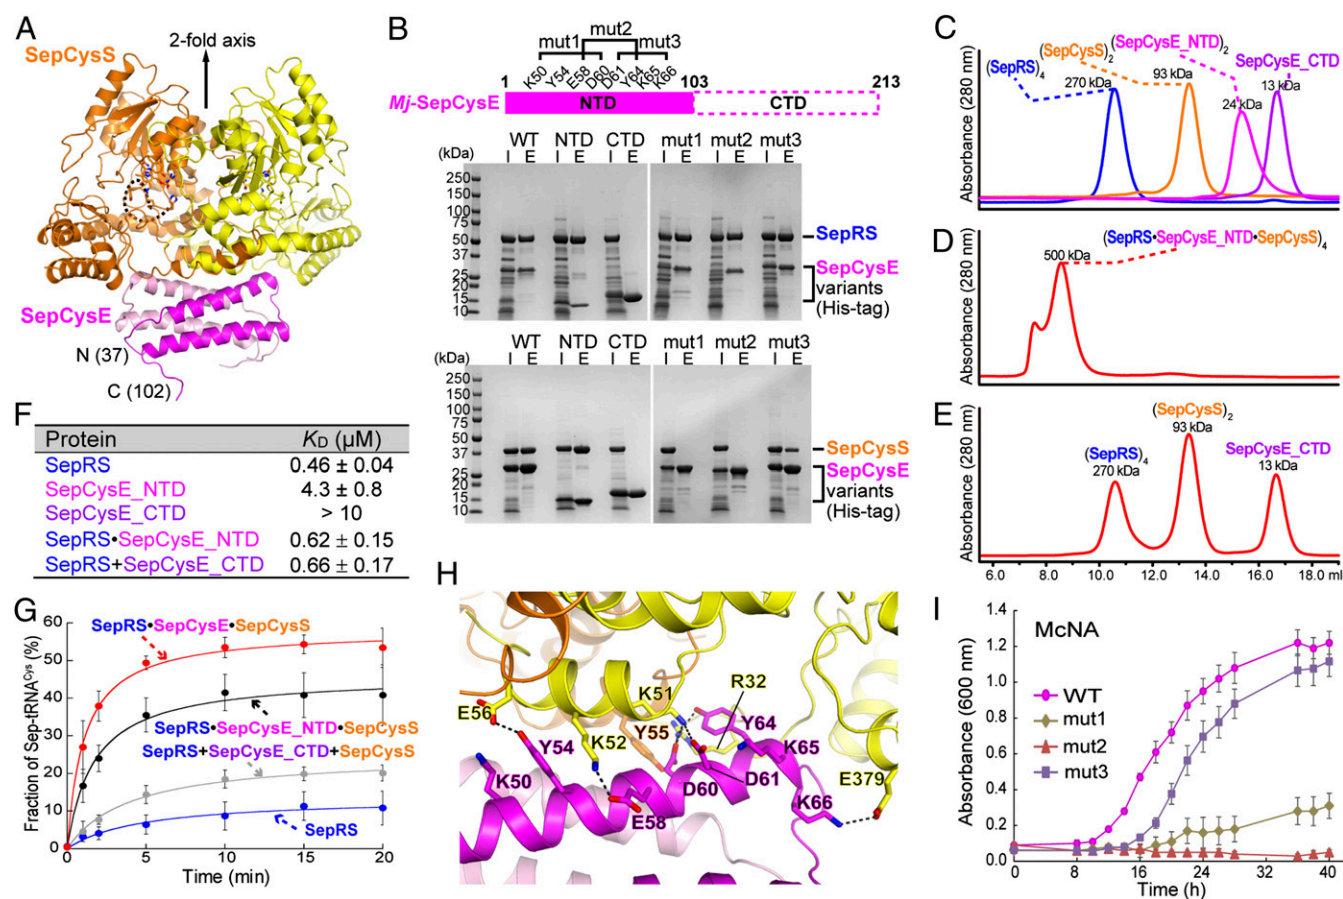 A
SepCysS
2-fold axis
SepCysE
N (37)
C (102)
B
mut2
mut1
mut3
K50
Y54
E58
D60
D61
Y64
K65
K66
1
103
213
Mj-SepCysE
NTD
CTD
WT NTD CTD mut1 mut2 mut3
(kDa) I E I E I E I E I E I E
250
150
100
75
50
37
25
20
15
10
SepRS
SepCysE
variants
(His-tag)
WT NTD CTD mut1 mut2 mut3
(kDa) I E I E I E I E I E I E
250
150
100
75
50
37
25
20
15
10
SepCysS
SepCysE
variants
(His-tag)
C
Absorbance (280 nm)
(SepRS)4
270 kDa
(SepCysS)2
93 kDa
(SepCysE_NTD)2
24 kDa
SepCysE_CTD
13 kDa
D
Absorbance (280 nm)
(SepRS•SepCysE_NTD•SepCysS)4
500 kDa
E
Absorbance (280 nm)
(SepRS)4
270 kDa
(SepCysS)2
93 kDa
SepCysE_CTD
13 kDa
6.0 8.0 10.0 12.0 14.0 16.0 18.0 ml
F
Protein KD (µM)
SepRS 0.46 ± 0.04
SepCysE_NTD 4.3 ± 0.8
SepCysE_CTD > 10
SepRS•SepCysE_NTD 0.62 ± 0.15
SepRS+SepCysE_CTD 0.66 ± 0.17
G
Fraction of Sep-tRNACys (%)
60
50
40
30
20
10
0
SepRS•SepCysE•SepCysS
SepRS•SepCysE_NTD•SepCysS
SepRS+SepCysE_CTD+SepCysS
SepRS
0 5 10 15 20
Time (min)
H
E56
K51
R32
Y54
K52
Y55
Y64
K65
K50
E379
D61
D60
K66
E58
I
McNA
Absorbance (600 nm)
1.4
1.2
1.0
0.8
0.6
0.4
0.2
0.0
WT
mut1
mut2
mut3
0 8 16 24 32 40
Time (h)